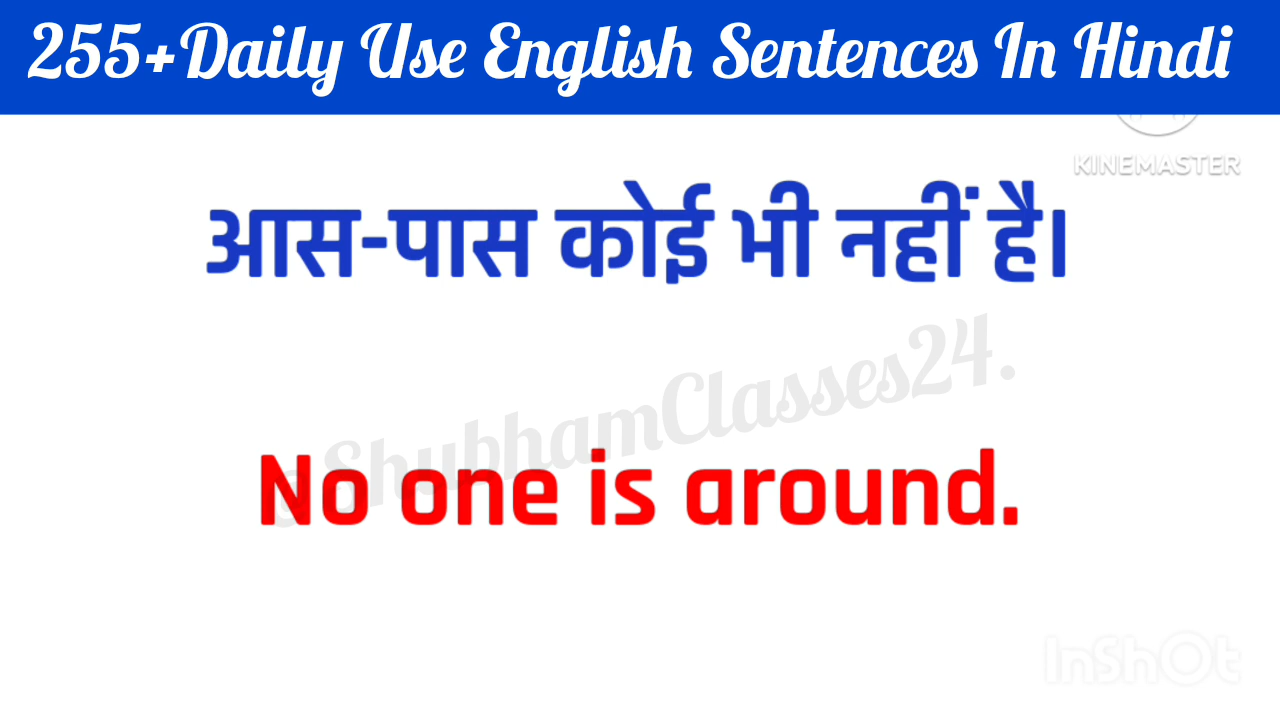 255+Daily Use English Sentences In Hindi
KINEMASTER
आस-पास कोई भी नहीं है।
@ShubhamClasses24.
No one is around.
InShOt